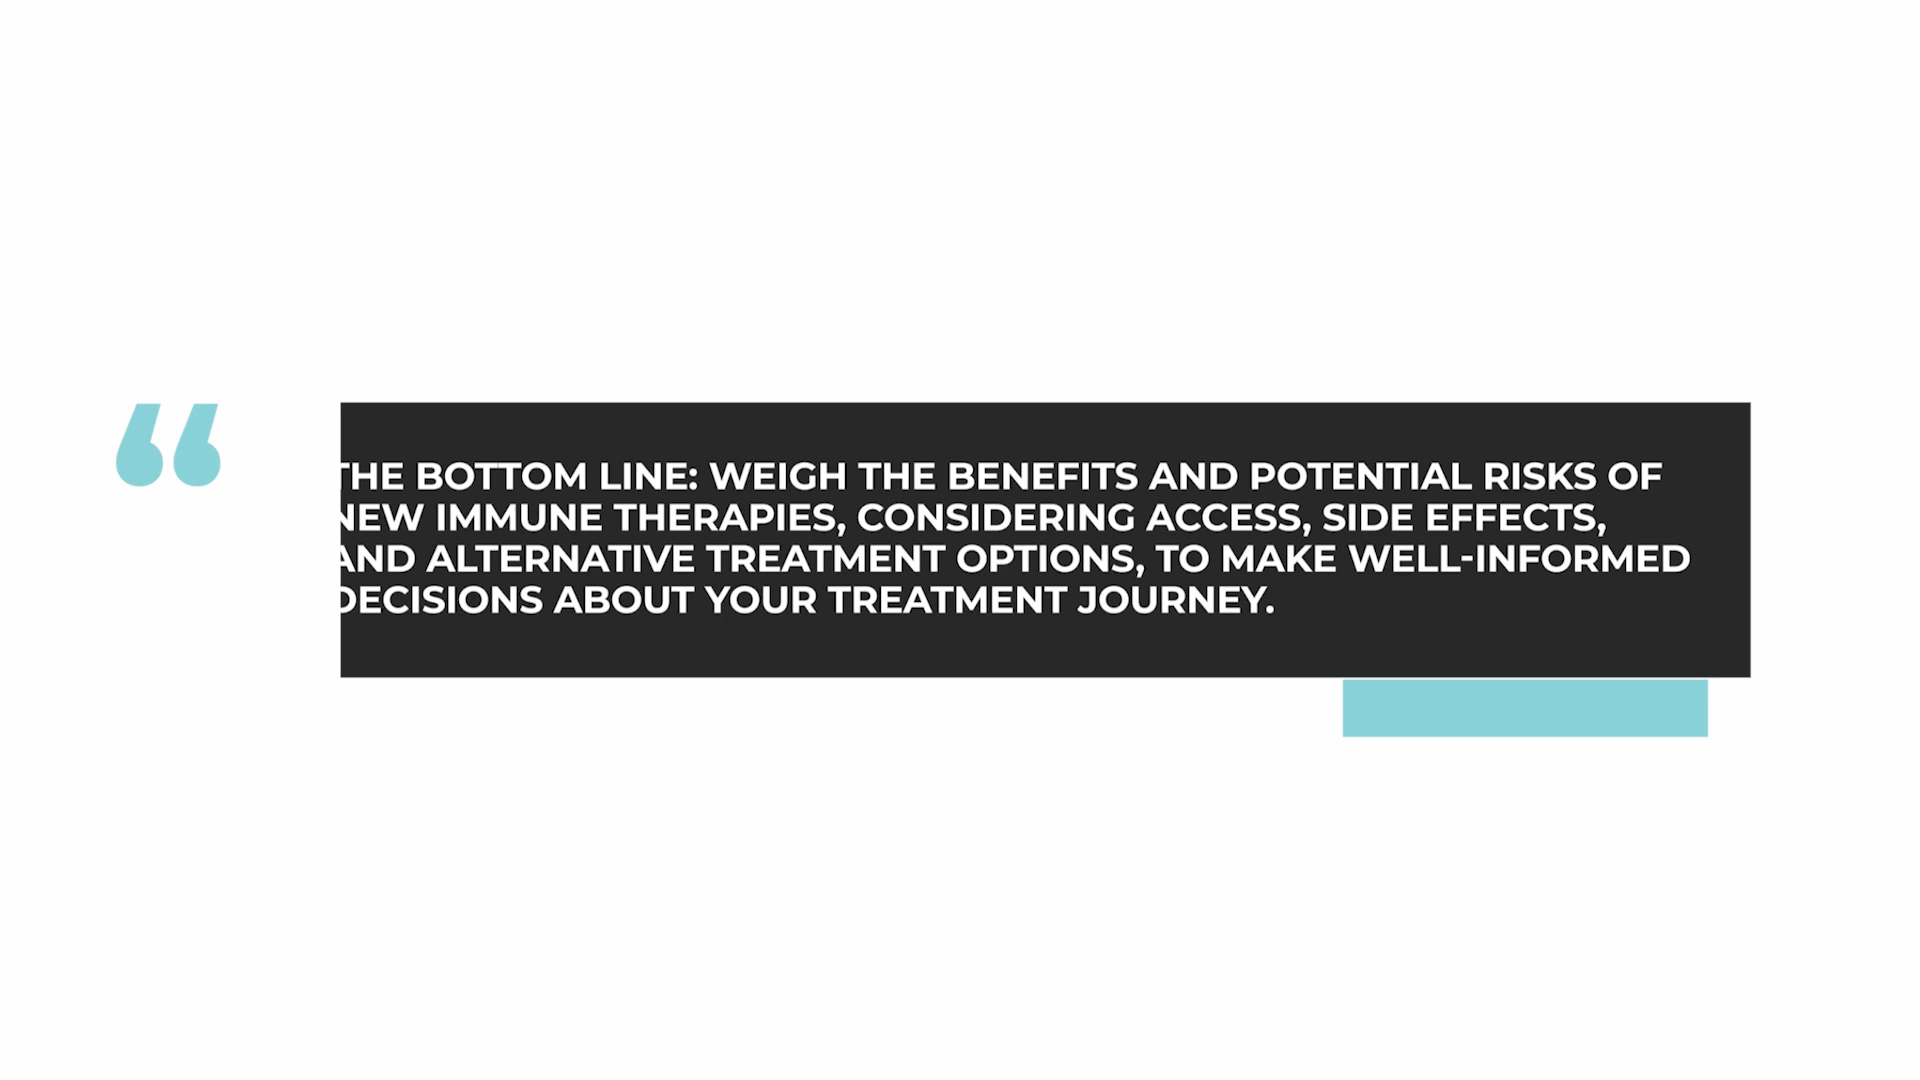 “
THE BOTTOM LINE: WEIGH THE BENEFITS AND POTENTIAL RISKS OF
NEW IMMUNE THERAPIES, CONSIDERING ACCESS, SIDE EFFECTS,
AND ALTERNATIVE TREATMENT OPTIONS, TO MAKE WELL-INFORMED
DECISIONS ABOUT YOUR TREATMENT JOURNEY.